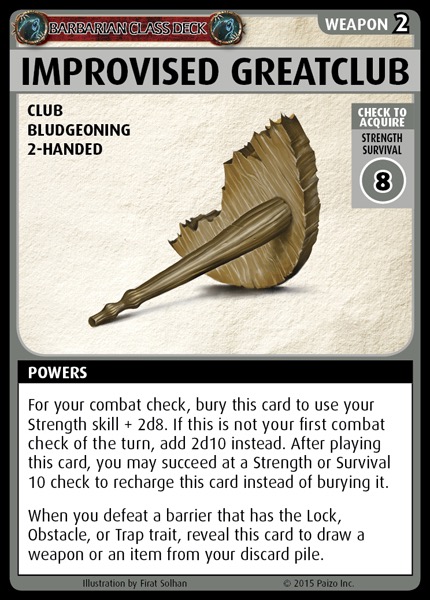 BARBARIAN CLASS DECK
WEAPON 2
IMPROVISED GREATCLUB
CLUB
BLUDGEONING
2-HANDED
CHECK TO
ACQUIRE
STRENGTH
SURVIVAL
8
POWERS
For your combat check, bury this card to use your
Strength skill + 2d8. If this is not your first combat
check of the turn, add 2d10 instead. After playing
this card, you may succeed at a Strength or Survival
10 check to recharge this card instead of burying it.
When you defeat a barrier that has the Lock,
Obstacle, or Trap trait, reveal this card to draw a
weapon or an item from your discard pile.
Illustration by Firat Solhan
© 2015 Paizo Inc.